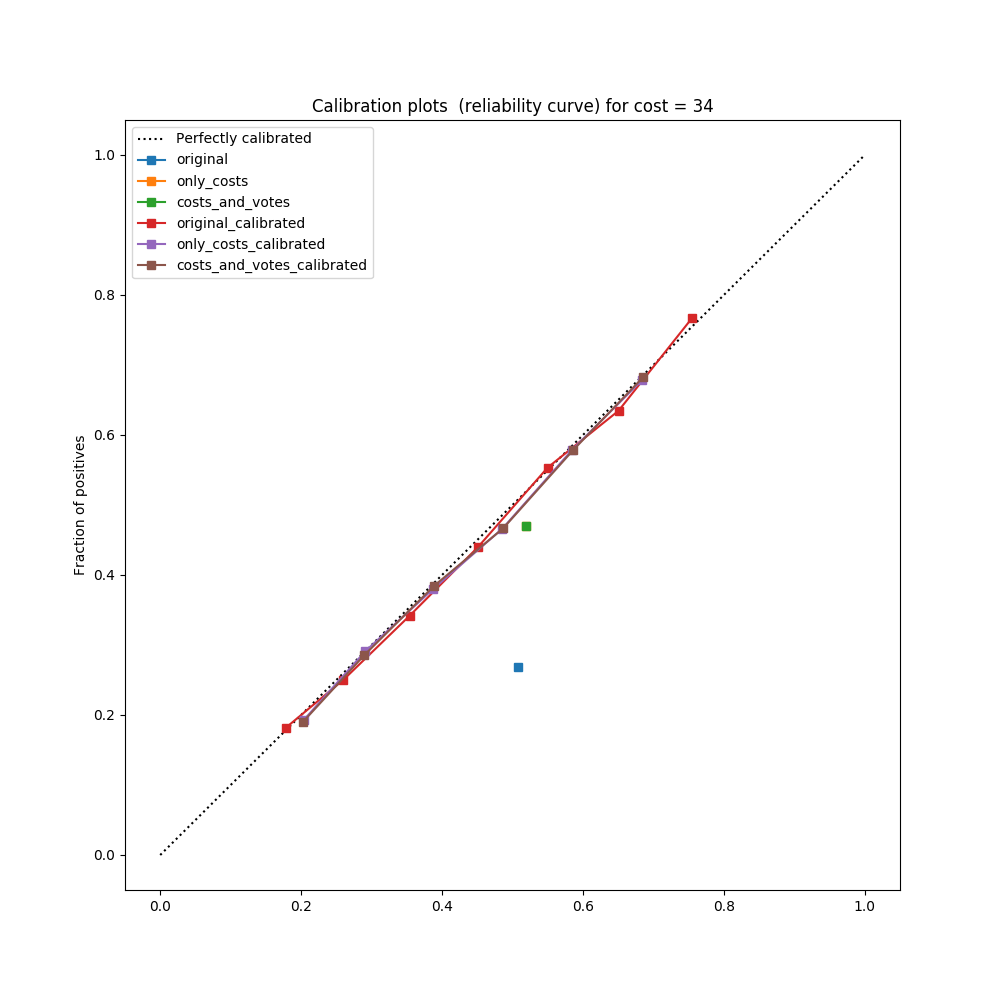 Calibration plots  (reliability curve) for cost = 34
Perfectly calibrated
original
only_costs
costs_and_votes
original_calibrated
only_costs_calibrated
costs_and_votes_calibrated
Fraction of positives
1.0
0.8
0.6
0.4
0.2
0.0
0.0 0.2 0.4 0.6 0.8 1.0